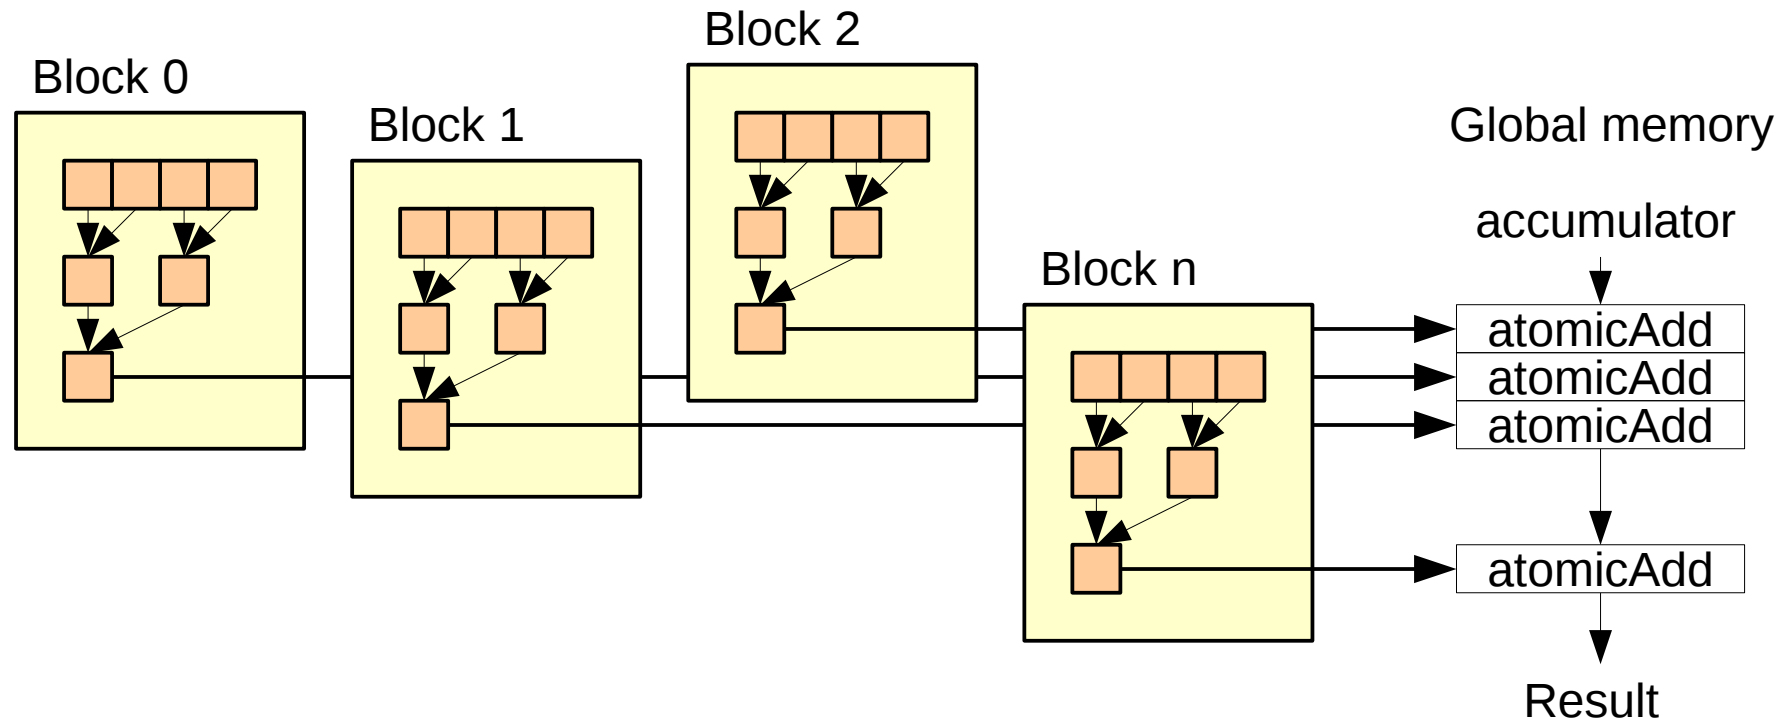 Block 0
Block 1
Block 2
Block n
Global memory
accumulator
atomicAdd
atomicAdd
atomicAdd
atomicAdd
Result